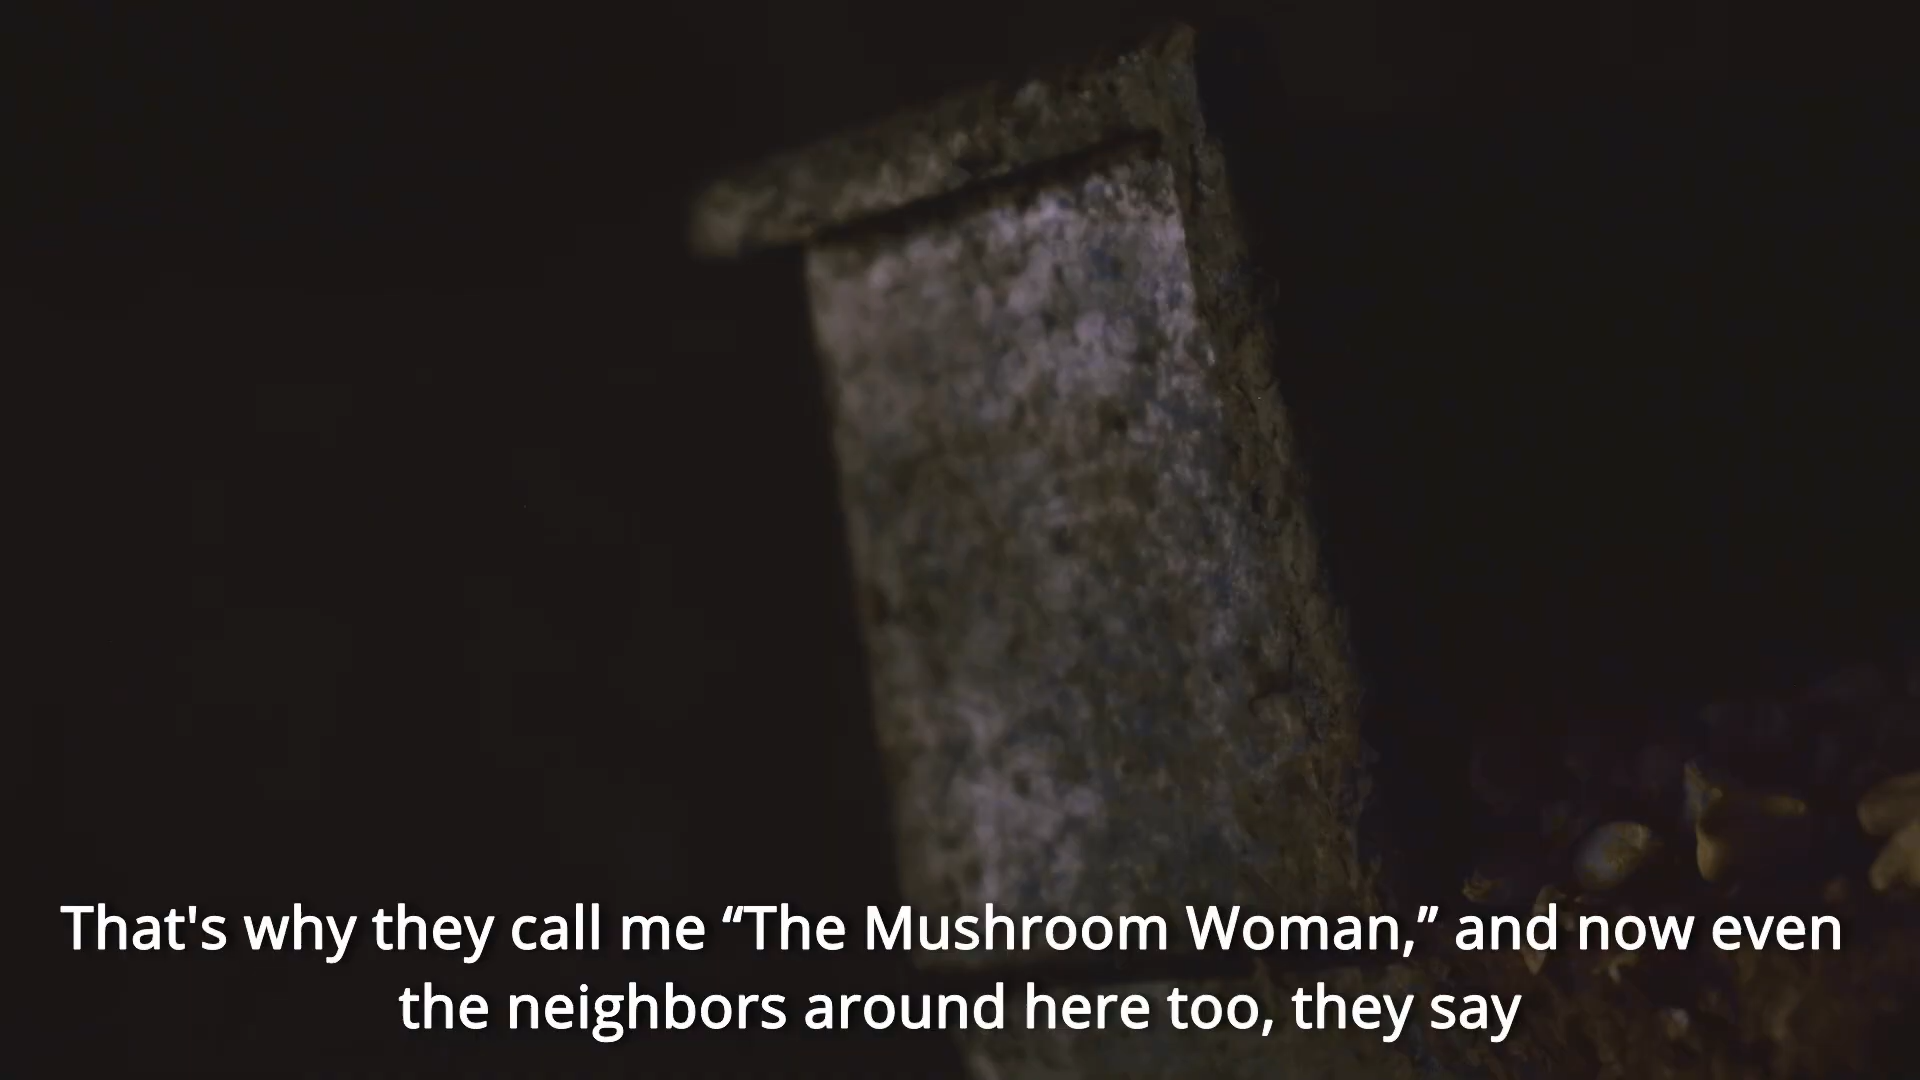 That's why they call me “The Mushroom Woman,” and now even
the neighbors around here too, they say